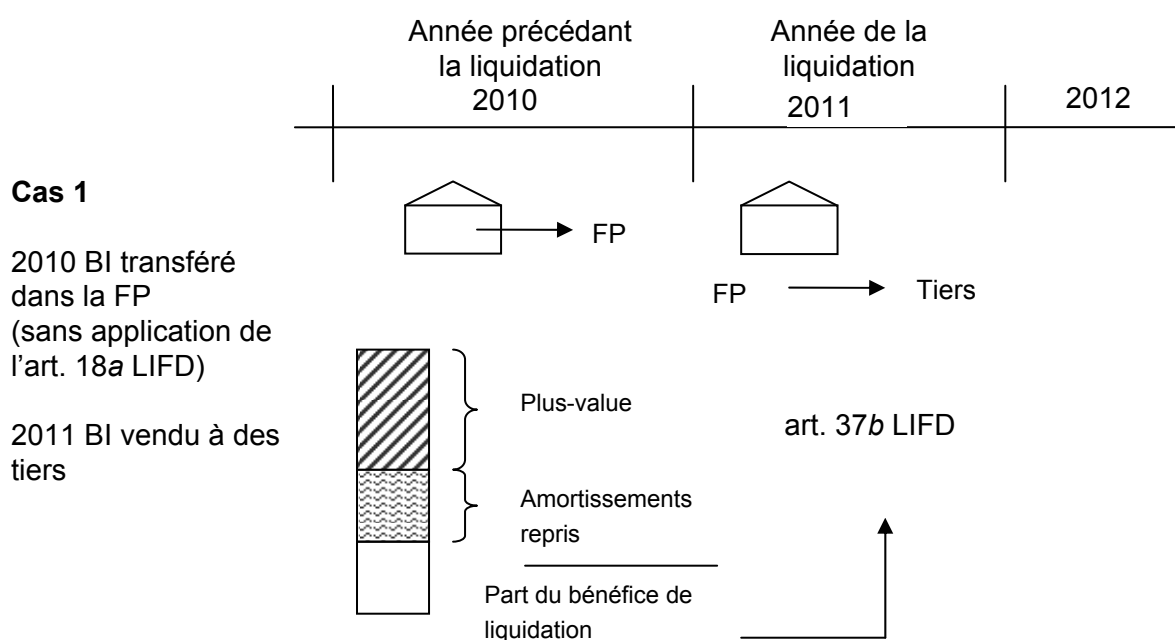 Année précédant
la liquidation
2010
Année de la
liquidation
2011
2012
Cas 1
2010 BI transféré
dans la FP
(sans application de
l’art. 18a LIFD)
2011 BI vendu à des
tiers
FP
FP
Tiers
Plus-value
Amortissements
repris
Part du bénéfice de
liquidation
art. 37b LIFD